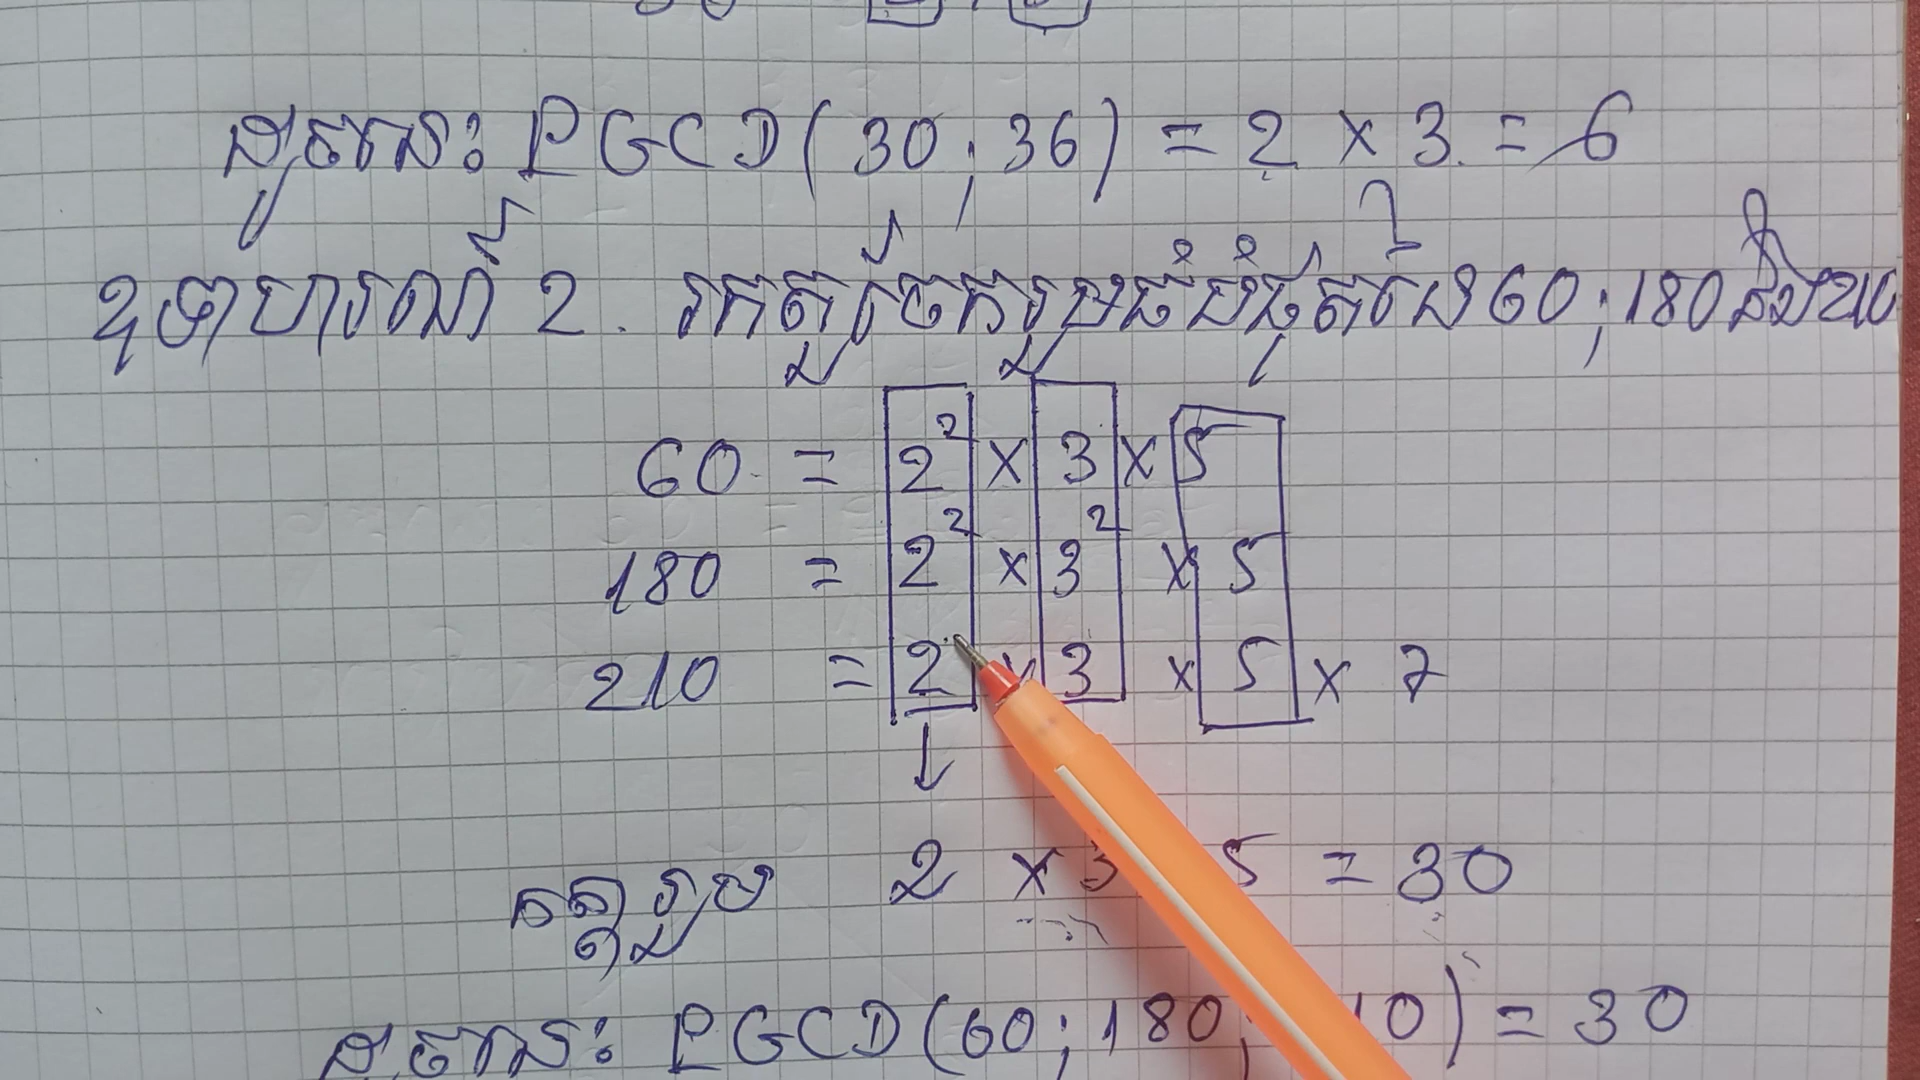 ដូចនេះ PGCD(30;36) = 2 × 3 = 6
ឧទាហរណ៍ 2. រកតួចែករួមធំបំផុតនៃ 60;180 និង 210
60 = 2² × 3 × 5
180 = 2² × 3² × 5
210 = 2 × 3 × 5 × 7
កត្តារួម 2 × 3 5 = 30
ដូចនេះ: PGCD(60;180; 10) = 30